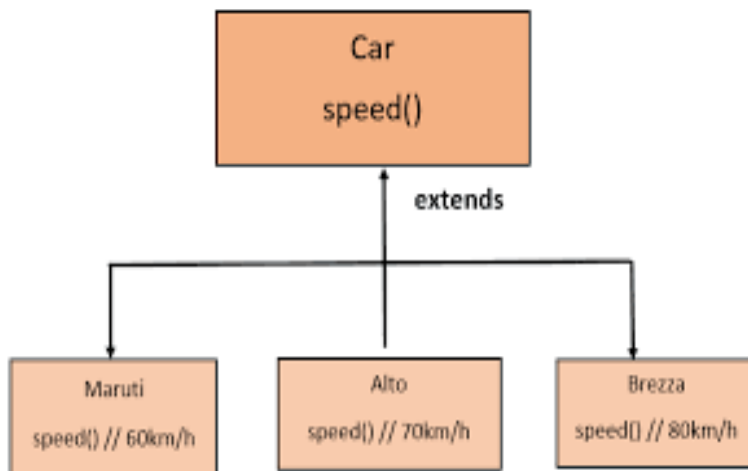 Car
speed()
extends
Maruti
speed() // 60km/h
Alto
speed() // 70km/h
Brezza
speed() // 80km/h